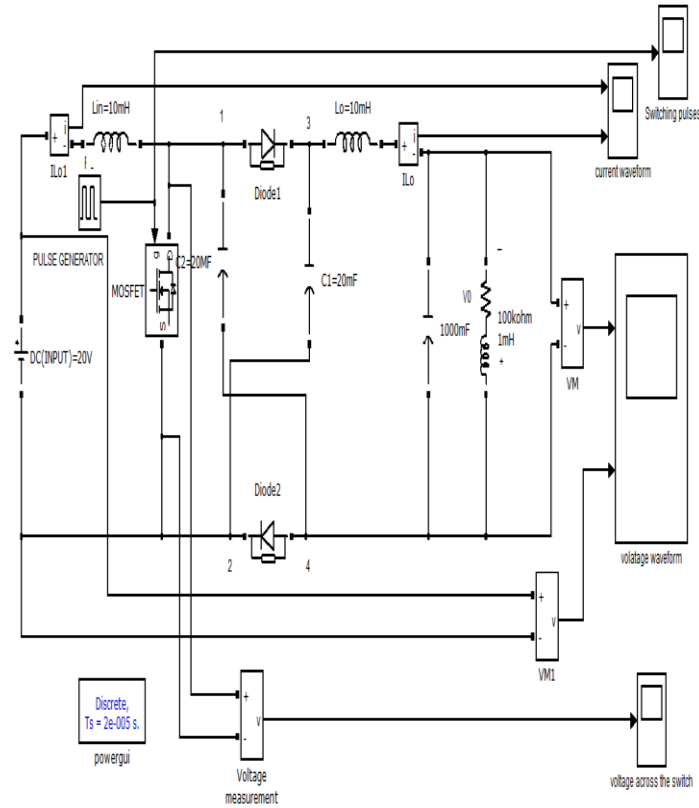 Switching pulses
Lin=10mH
1
3
Lo=10mH
i
+
-
ILo1
i
+
-
ILo
current waveform
Diode1
PULSE GENERATOR
g
D
S
MOSFET
C2=20MF
C1=20mF
-
V0
100kohm
1mH
+
1000mF
+
-
v
VM
+
DC(INPUT)=20V
Diode2
2
4
volatage waveform
+
-
v
VM1
Discrete,
Ts = 2e-005 s.
powergui
+
-
v
Voltage
measurement
voltage across the switch